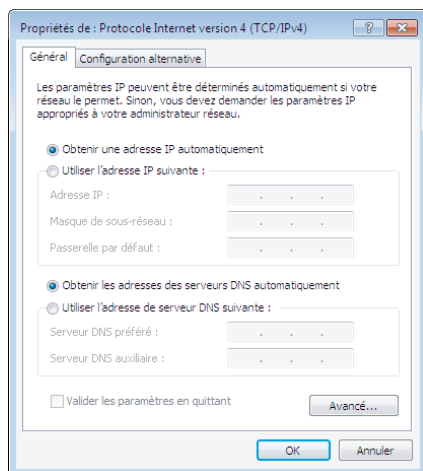 Propriétés de : Protocole Internet version 4 (TCP/IPv4)
Général
Configuration alternative
Les paramètres IP peuvent être déterminés automatiquement si votre
réseau le permet. Sinon, vous devez demander les paramètres IP
appropriés à votre administrateur réseau.
Obtenir une adresse IP automatiquement
Utiliser l'adresse IP suivante :
Adresse IP :
Masque de sous-réseau :
Passerelle par défaut :
Obtenir les adresses des serveurs DNS automatiquement
Utiliser l'adresse de serveur DNS suivante :
Serveur DNS préféré :
Serveur DNS auxiliaire :
Valider les paramètres en quittant
Avancé...
OK
Annuler